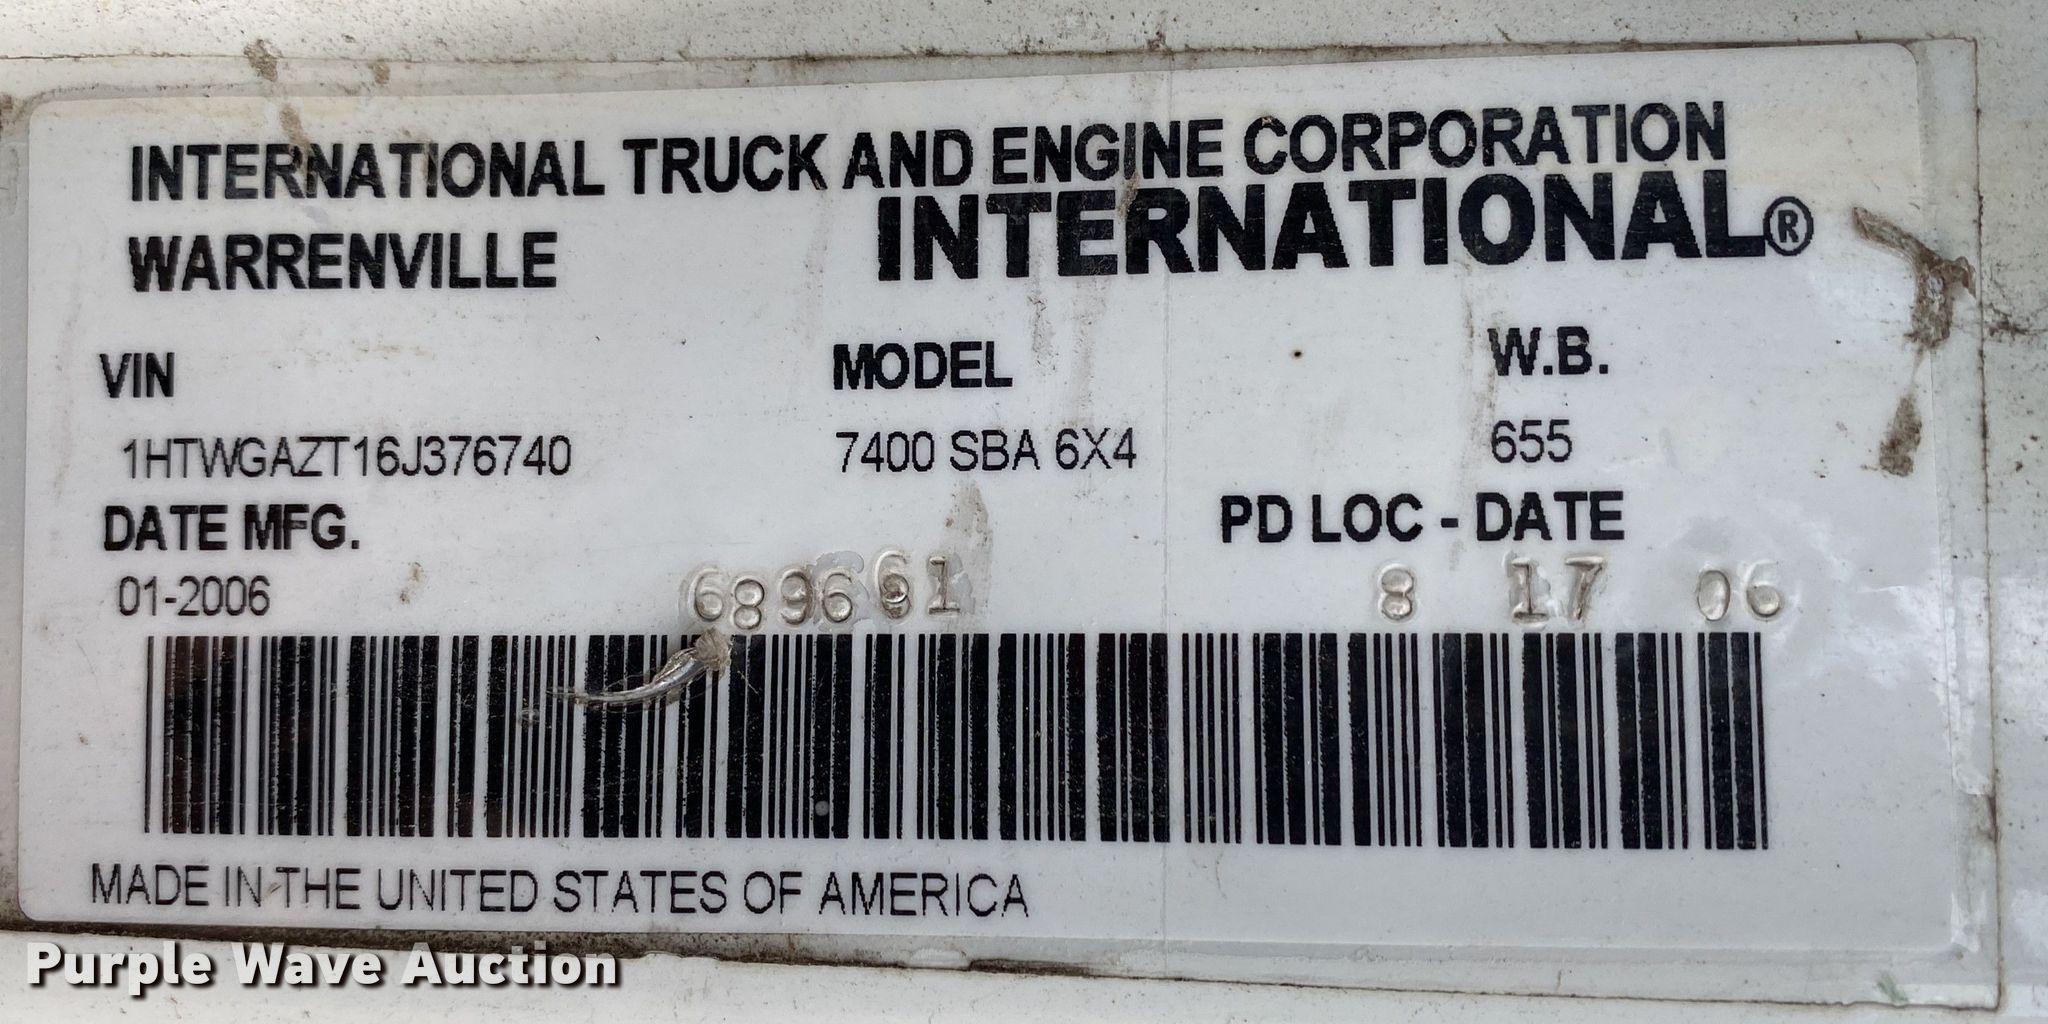 INTERNATIONAL TRUCK AND ENGINE CORPORATION
WARRENVILLE INTERNATIONAL®
VIN MODEL W.B.
1HTWGAZT16J376740 7400 SBA 6X4 655
DATE MFG. PD LOC - DATE
01-2006 689661 8 17 06
MADE IN THE UNITED STATES OF AMERICA
Purple Wave Auction